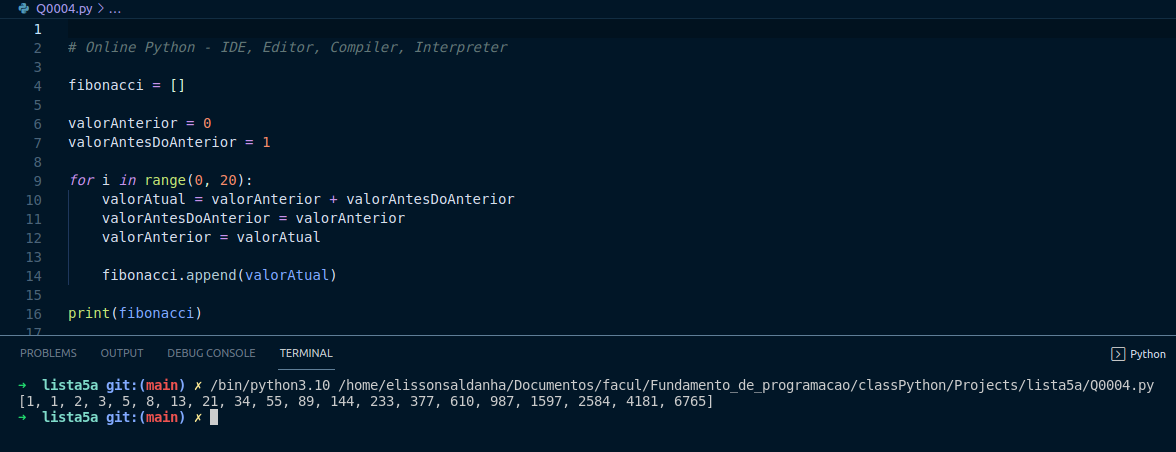 Q0004.py > ...
1
2 # Online Python - IDE, Editor, Compiler, Interpreter
3
4 fibonacci = []
5
6 valorAnterior = 0
7 valorAntesDoAnterior = 1
8
9 for i in range(0, 20):
10 valorAtual = valorAnterior + valorAntesDoAnterior
11 valorAntesDoAnterior = valorAnterior
12 valorAnterior = valorAtual
13
14 fibonacci.append(valorAtual)
15
16 print(fibonacci)
17
PROBLEMS OUTPUT DEBUG CONSOLE TERMINAL Python
→ lista5a git:(main) ✗ /bin/python3.10 /home/elissonsaldanha/Documentos/facul/Fundamento_de_programacao/classPython/Projects/lista5a/Q0004.py
[1, 1, 2, 3, 5, 8, 13, 21, 34, 55, 89, 144, 233, 377, 610, 987, 1597, 2584, 4181, 6765]
→ lista5a git:(main) ✗